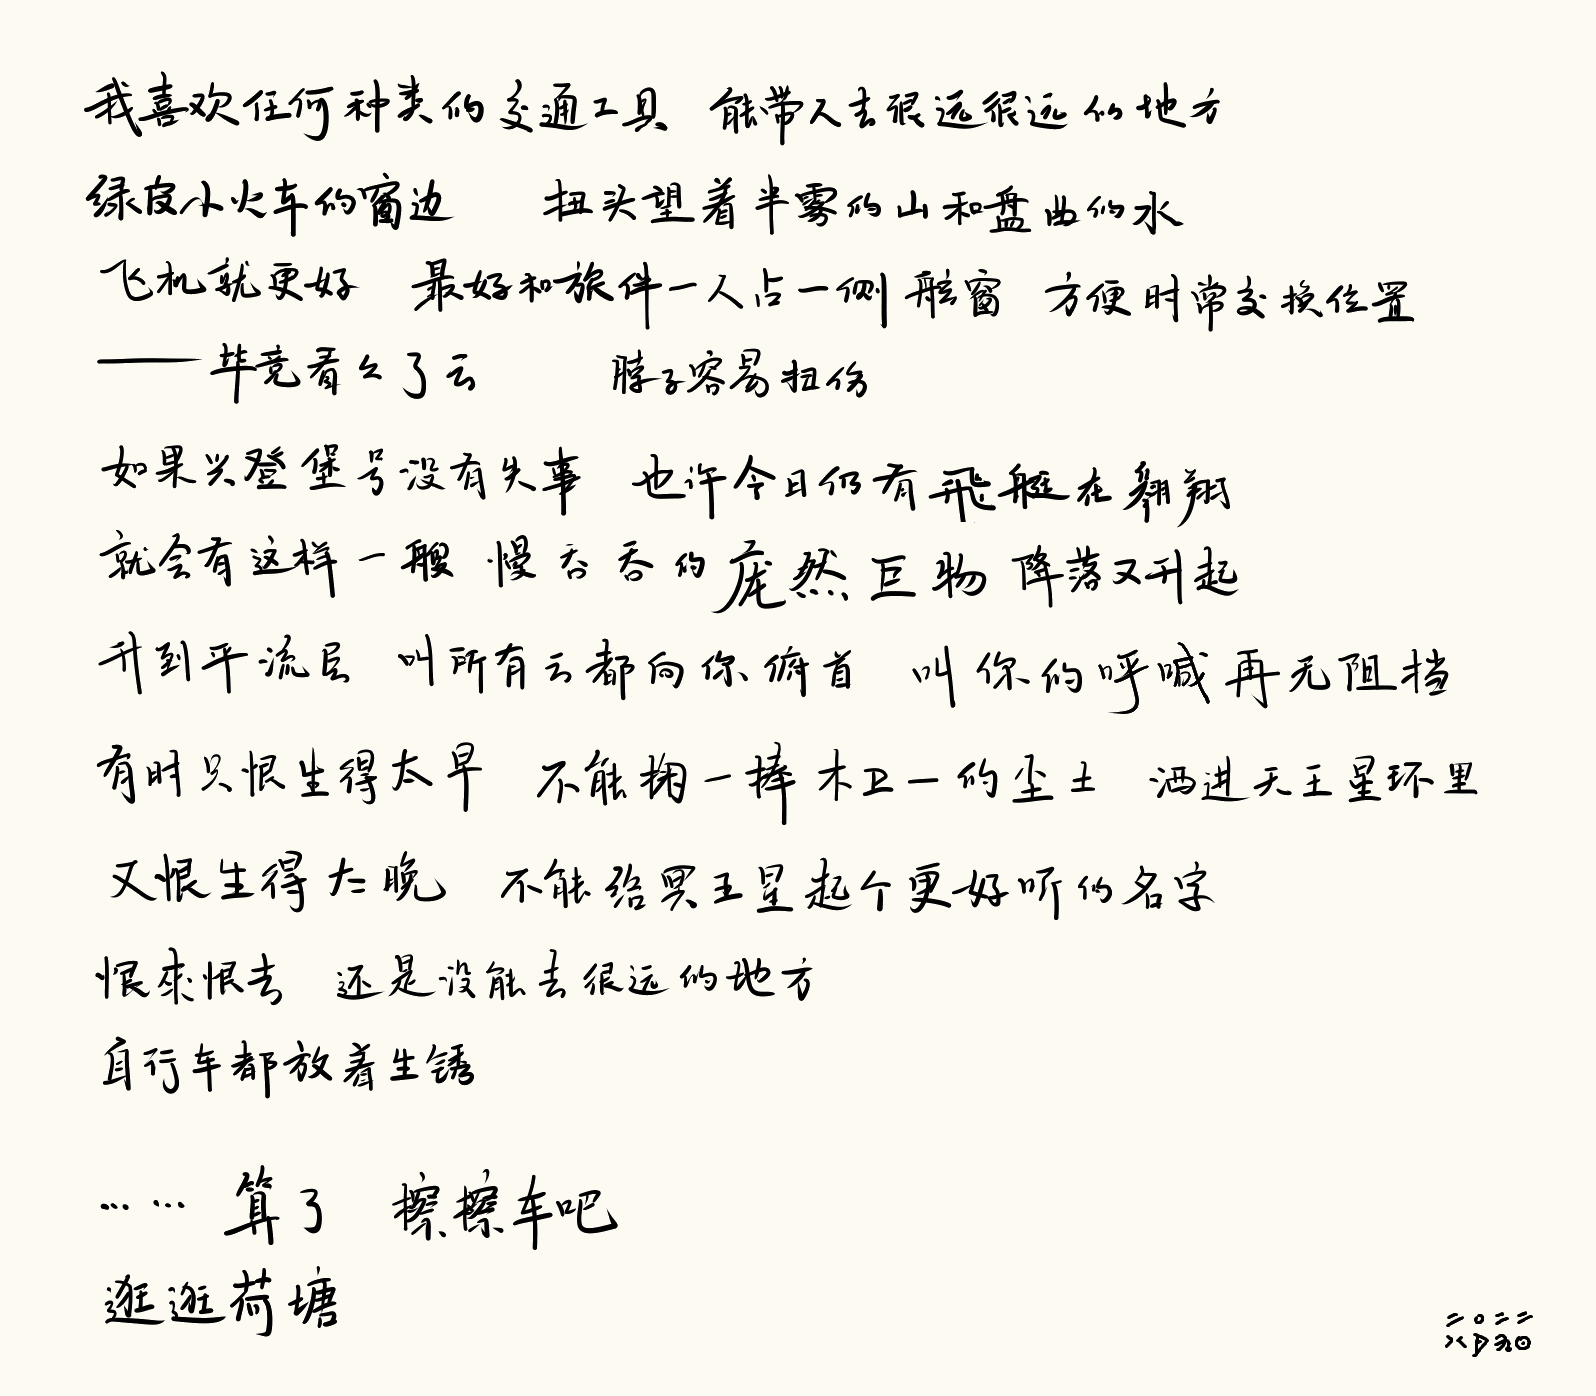 我喜欢任何种类的交通工具 能带人去很远很远的地方
绿皮小火车的窗边 扭头望着半雾的山和盘曲的水
飞机就更好 最好和旅伴一人占一侧舷窗 方便时常交换位置
——毕竟看久了云 脖子容易扭伤
如果兴登堡号没有失事 也许今日仍有飛艇在翱翔
就会有这样一艘 慢吞吞的庞然巨物 降落又升起
升到平流层 叫所有云都向你俯首 叫你的呼喊再无阻挡
有时只恨生得太早 不能掬一捧木卫一的尘土 洒进天王星环里
又恨生得太晚 不能给冥王星起个更好听的名字
恨来恨去 还是没能去很远的地方
自行车都放着生锈
…… 算了 擦擦车吧
逛逛荷塘
二〇二二
八月九日